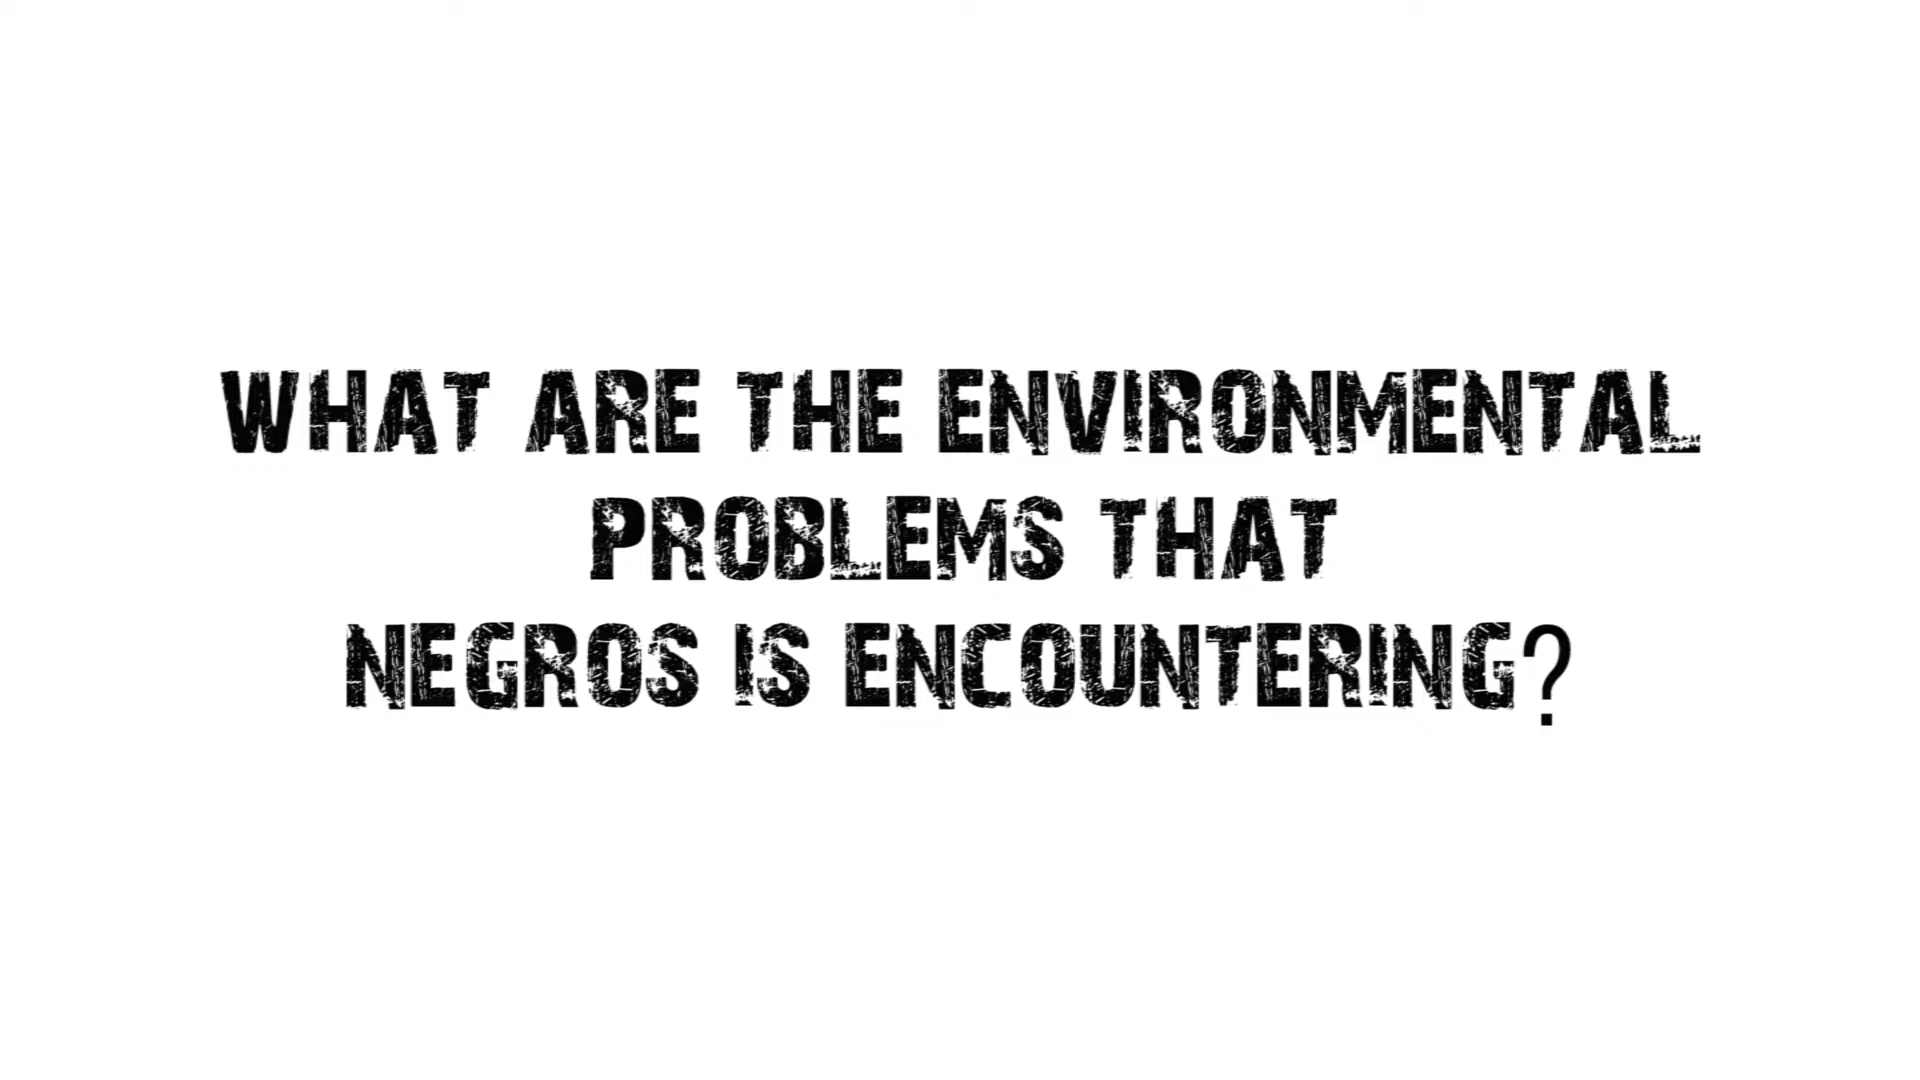 WHAT ARE THE ENVIRONMENTAL
PROBLEMS THAT
NEGROS IS ENCOUNTERING?